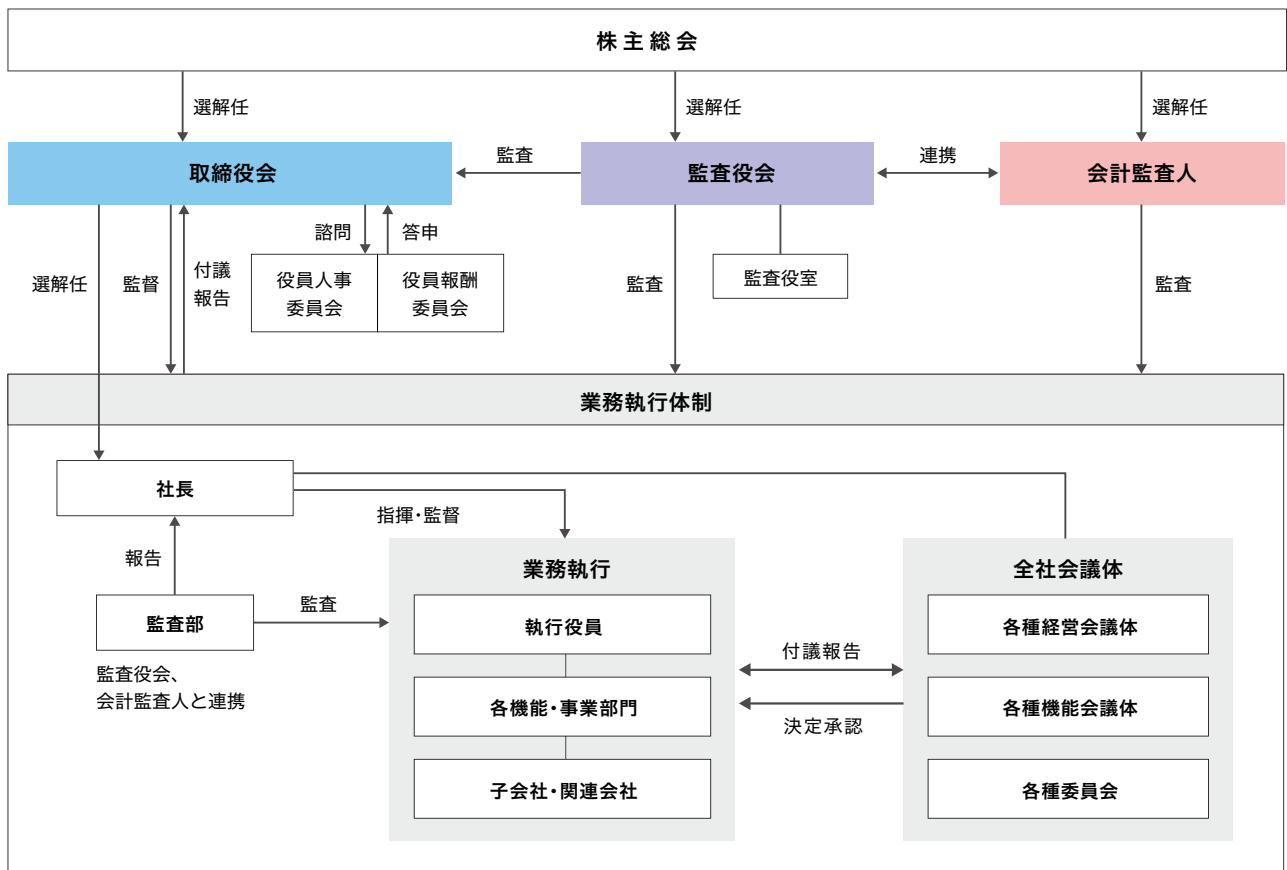 株主総会
選解任
選解任
選解任
取締役会
監査
監査役会
連携
会計監査人
選解任
監督
付議
報告
諮問
答申
役員人事
委員会
役員報酬
委員会
監査
監査役室
監査
業務執行体制
社長
指揮・監督
報告
監査部
監査
監査役会、
会計監査人と連携
業務執行
執行役員
各機能・事業部門
子会社・関連会社
付議報告
決定承認
全社会議体
各種経営会議体
各種機能会議体
各種委員会